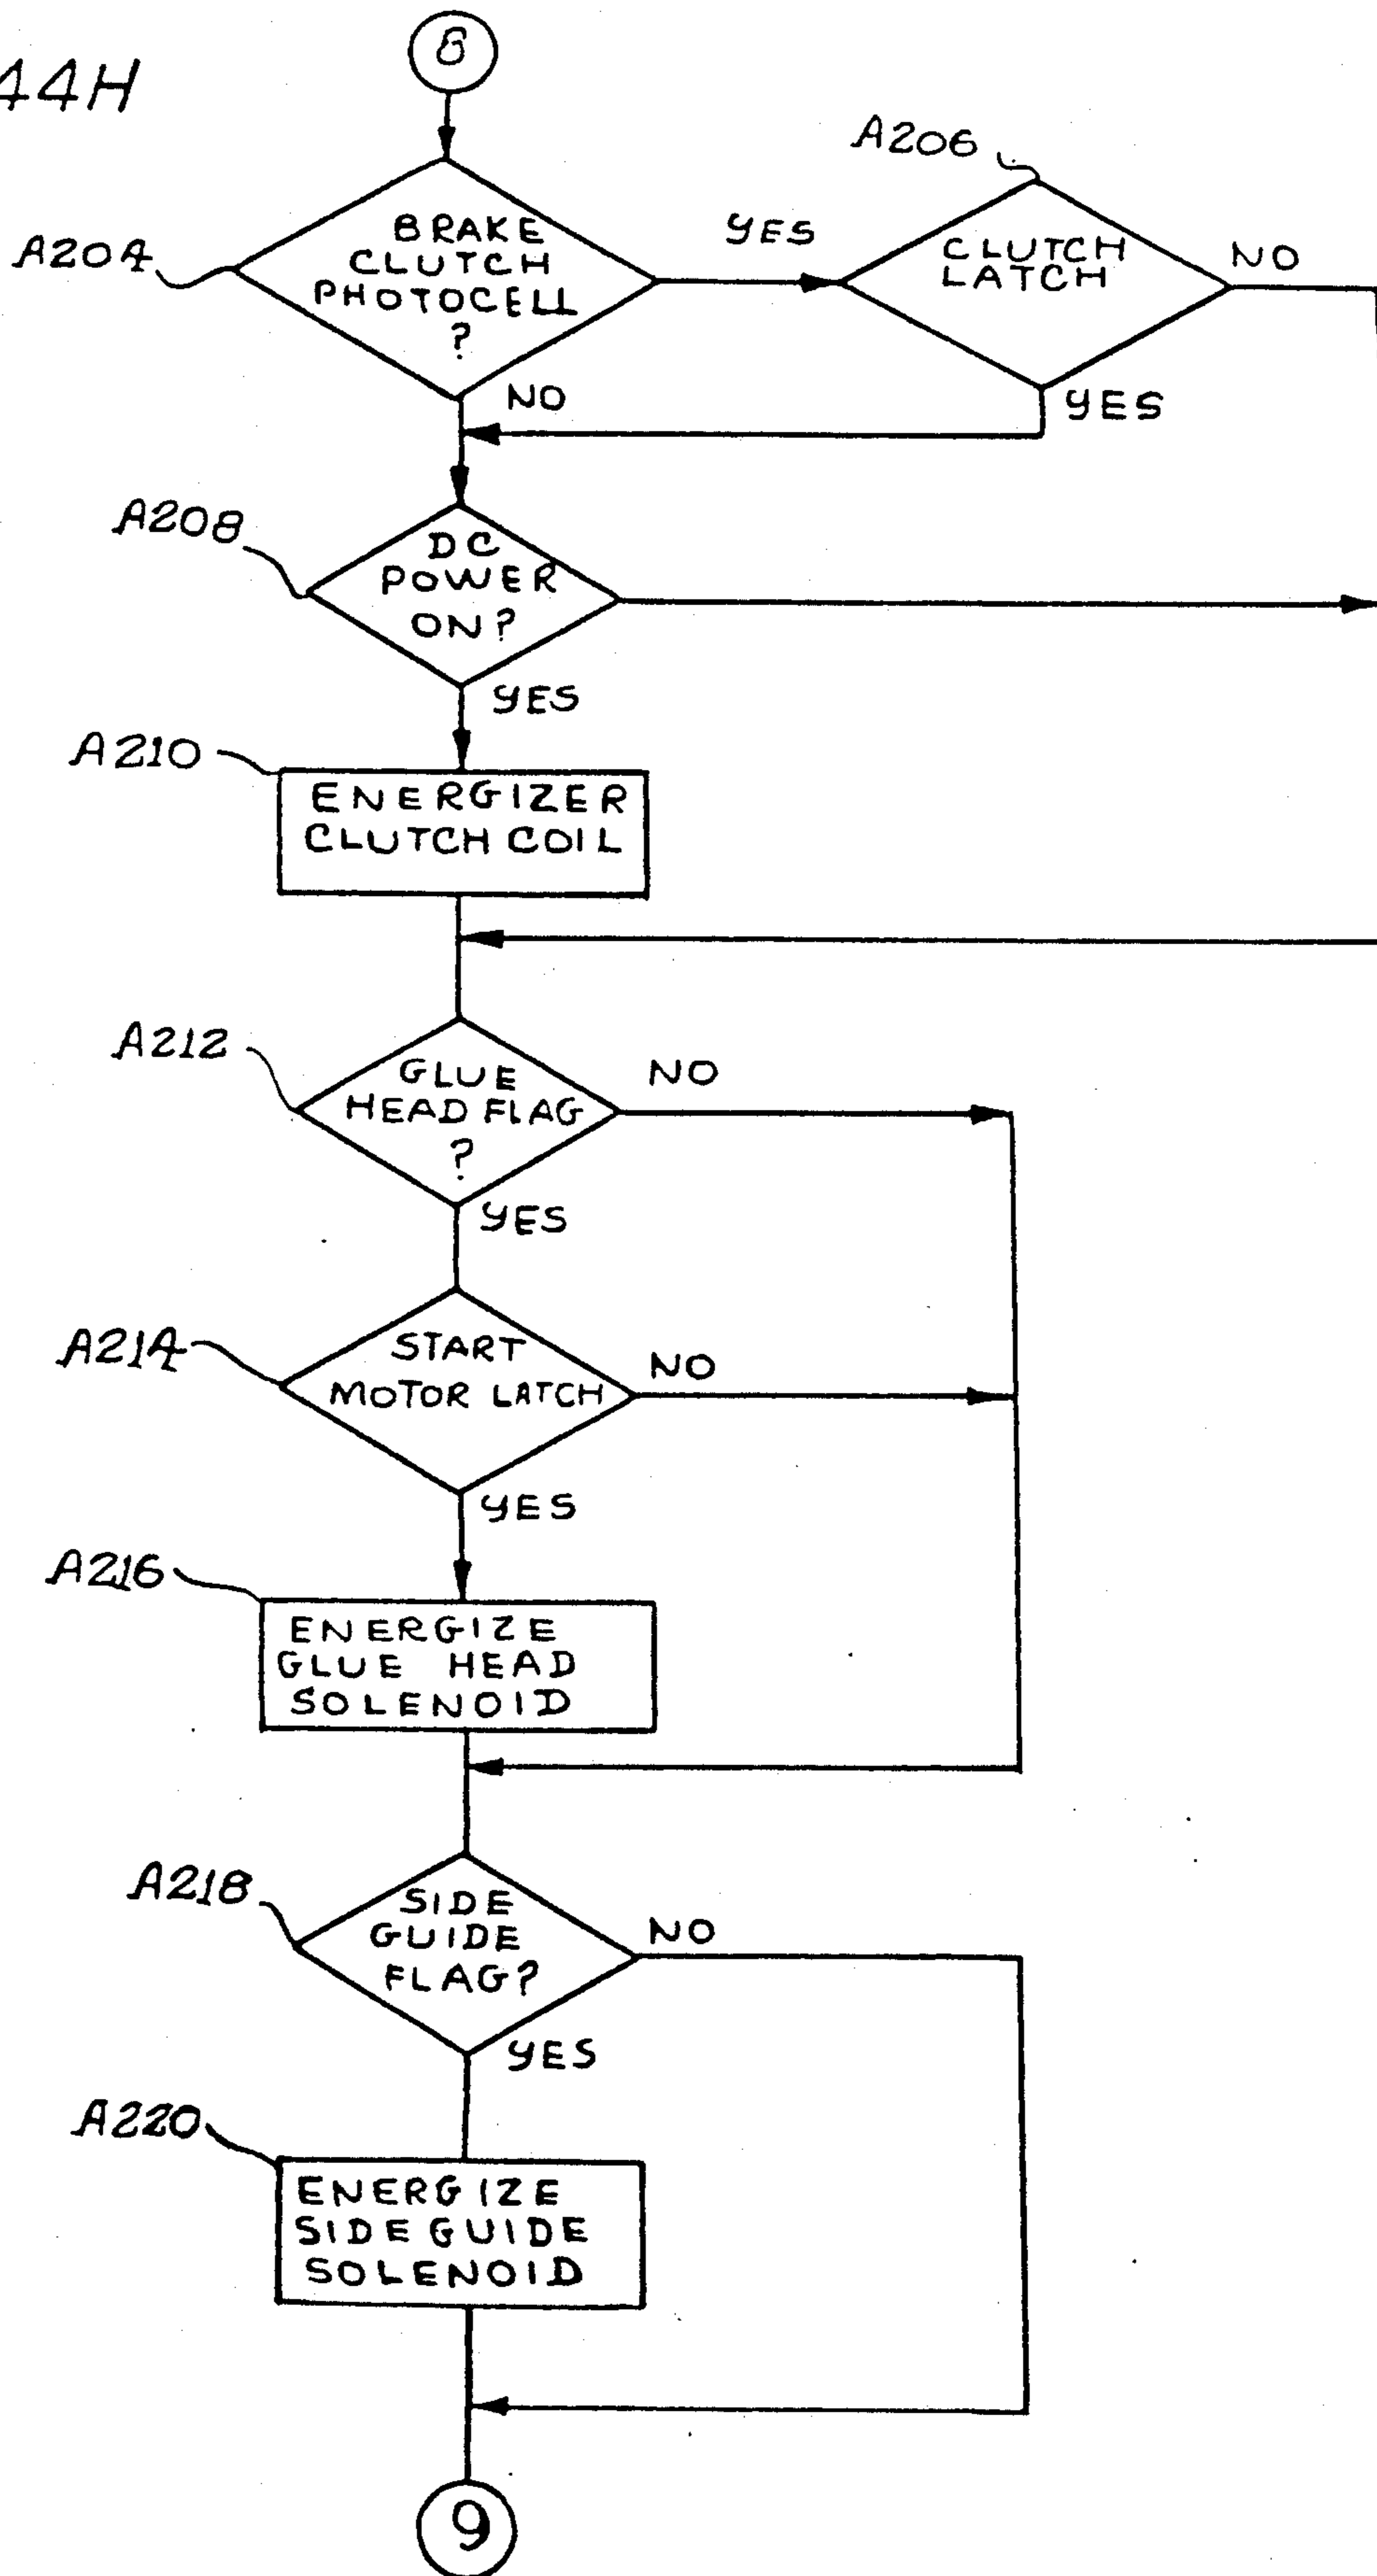 44H
8
A206
BRAKE
CLUTCH
PHOTOCELL
?
YES
CLUTCH
LATCH
NO
A204
NO
YES
A208
DC
POWER
ON?
YES
A210
ENERGIZER
CLUTCH COIL
A212
GLUE
HEAD FLAG
?
NO
YES
A214
START
MOTOR LATCH
NO
YES
A216
ENERGIZE
GLUE HEAD
SOLENOID
A218
SIDE
GUIDE
FLAG?
NO
YES
A220
ENERGIZE
SIDE GUIDE
SOLENOID
9